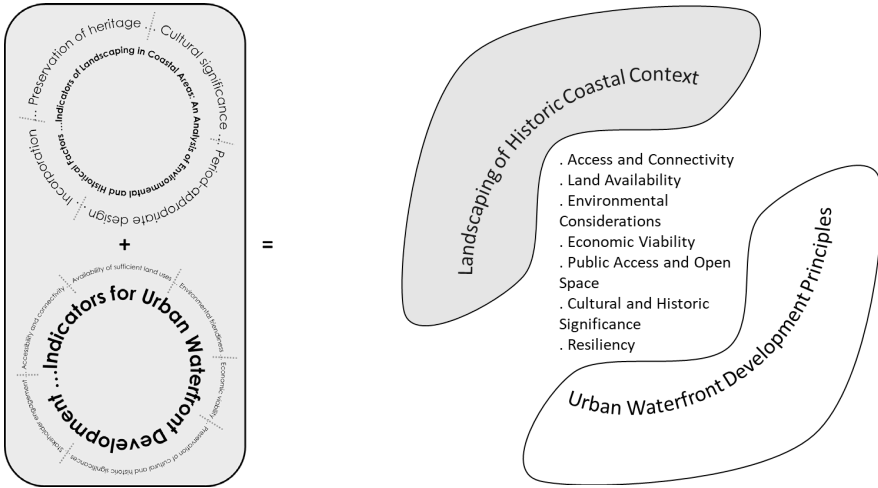 Preservation of heritage
Cultural significance
Period-appropriate design
Incorporation
...Indicators of Landscaping in Coastal Areas: An Analysis of Environmental and Historical Factors
+
=
Availability of sufficient land uses
Environmental friendliness
Economic viability
Preservation of cultural and historic significances
Stakeholder engagement
Accessibility and connectivity
...Indicators for Urban Waterfront Development
Landscaping of Historic Coastal Context
. Access and Connectivity
. Land Availability
. Environmental
Considerations
. Economic Viability
. Public Access and Open
Space
. Cultural and Historic
Significance
. Resiliency
Urban Waterfront Development Principles